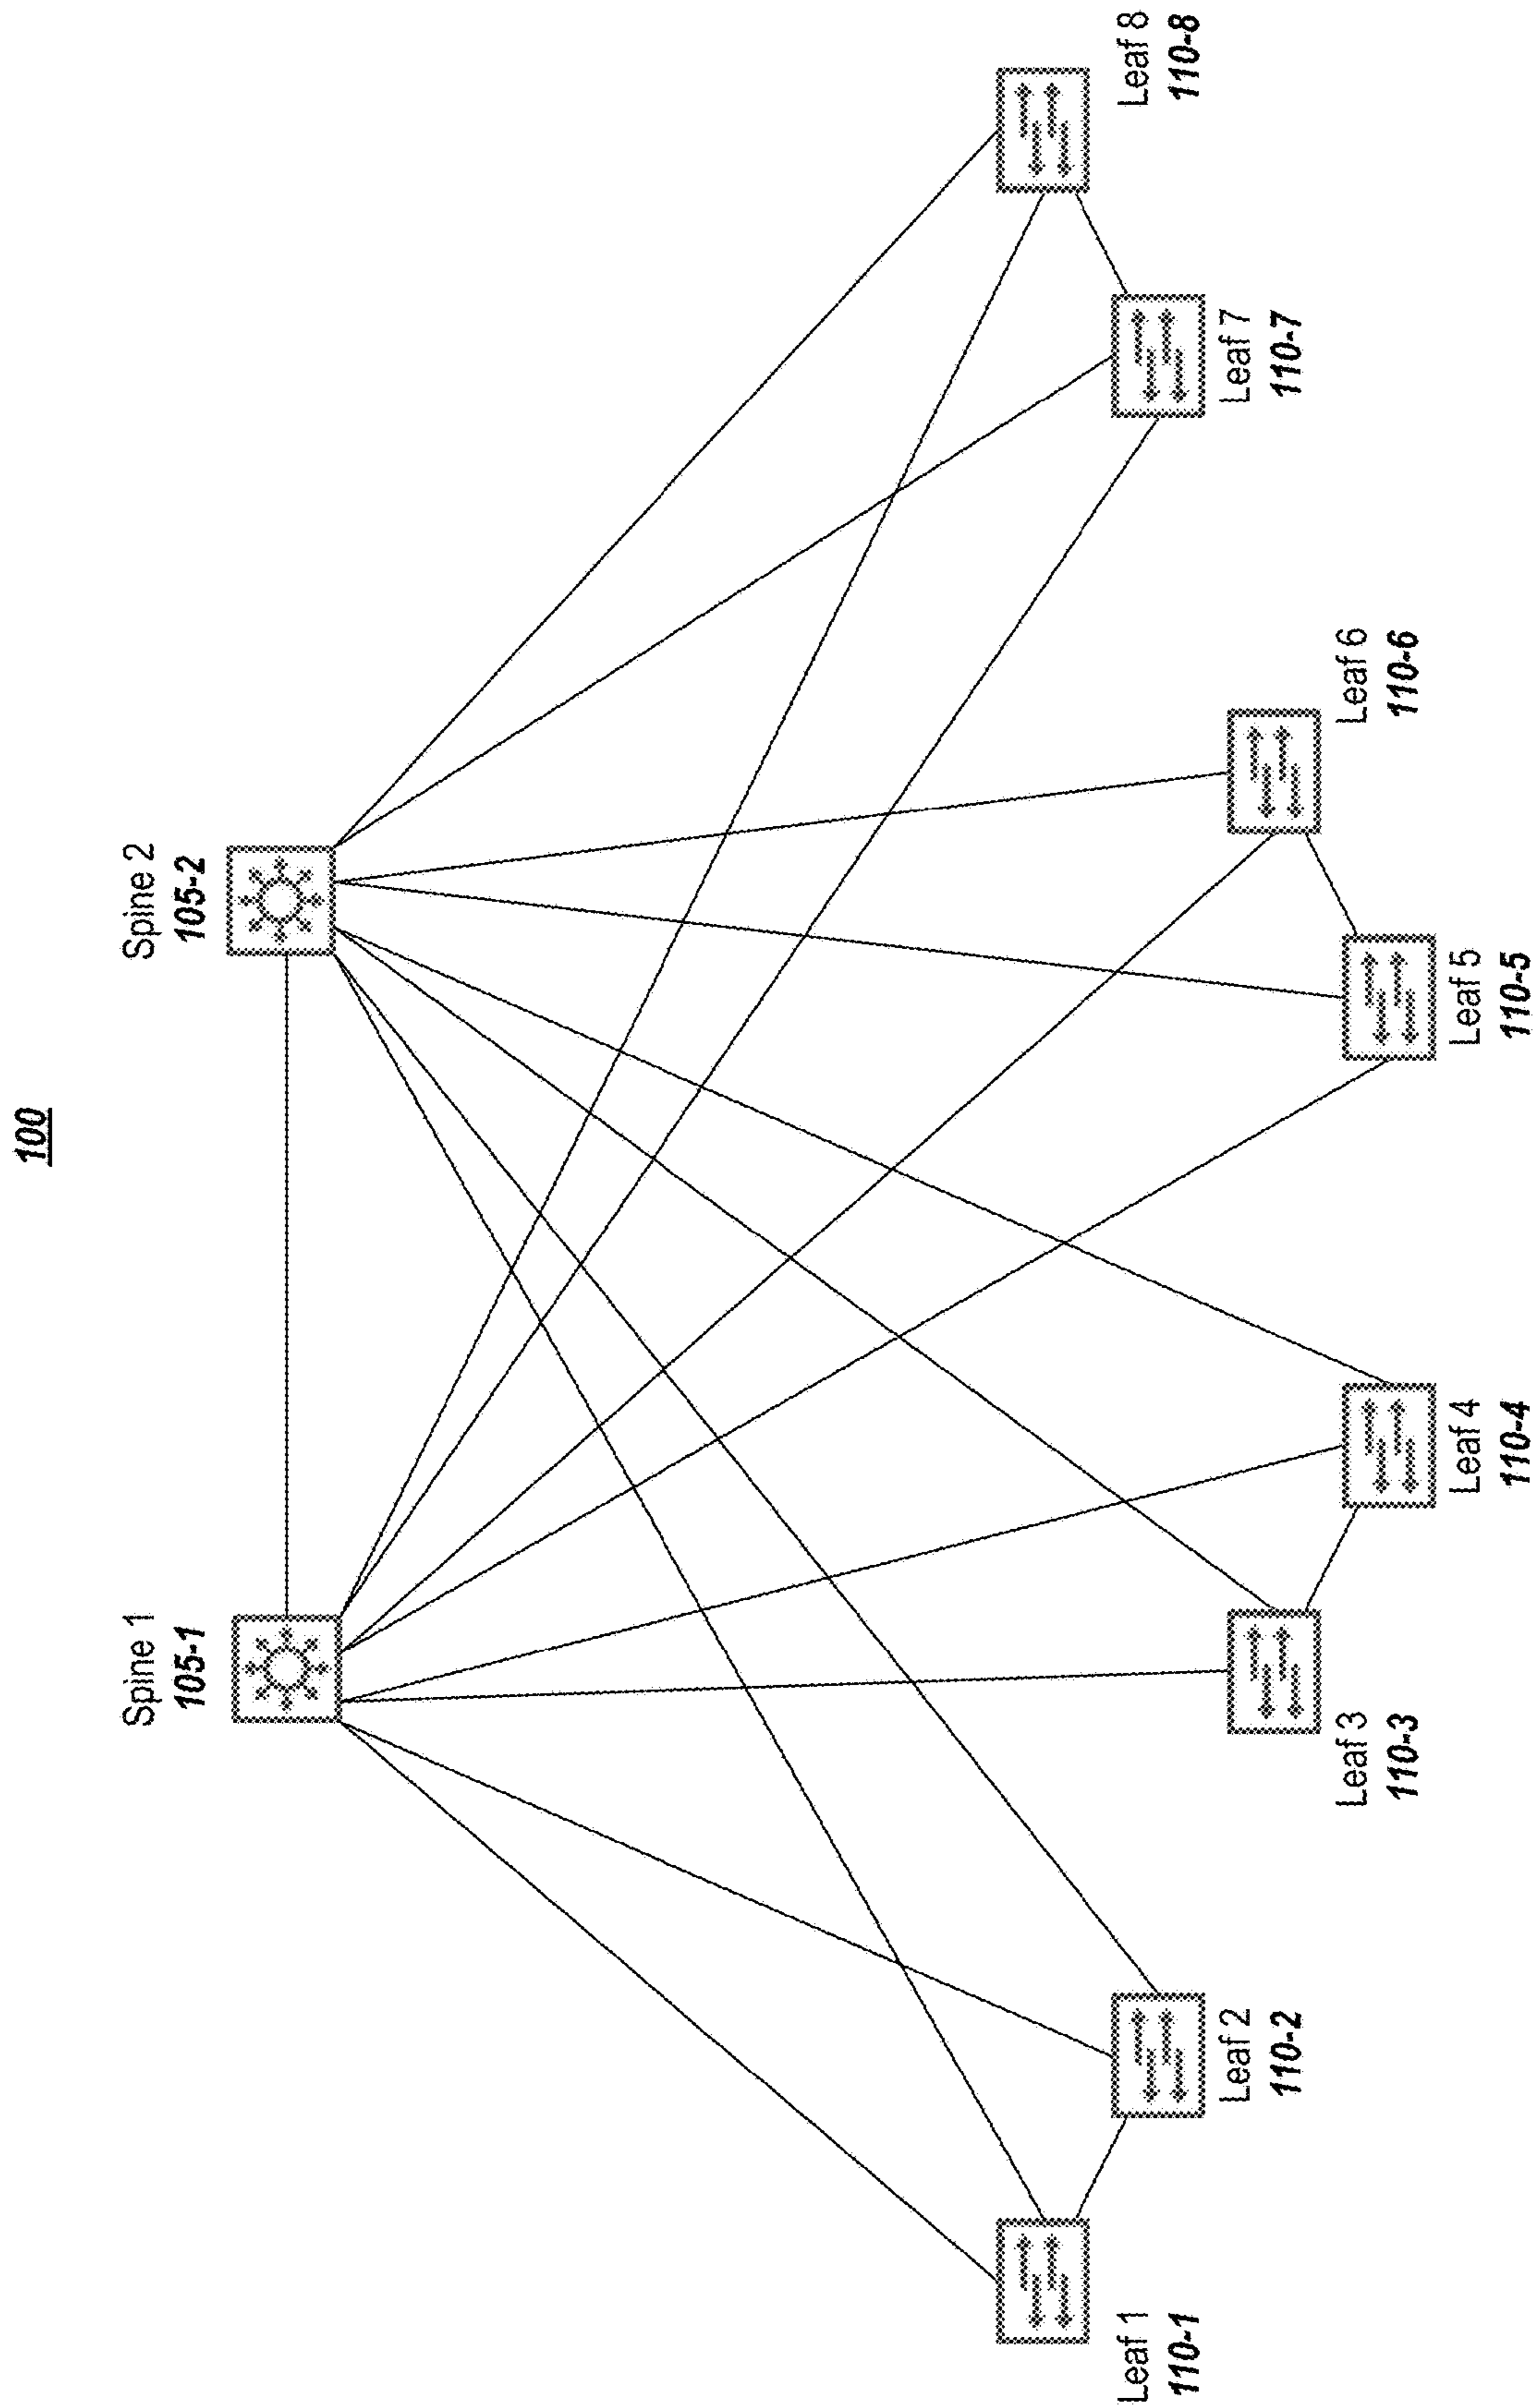 100
Spine 1
105-1
Spine 2
105-2
Leaf 1
110-1
Leaf 2
110-2
Leaf 3
110-3
Leaf 4
110-4
Leaf 5
110-5
Leaf 6
110-6
Leaf 7
110-7
Leaf 8
110-8